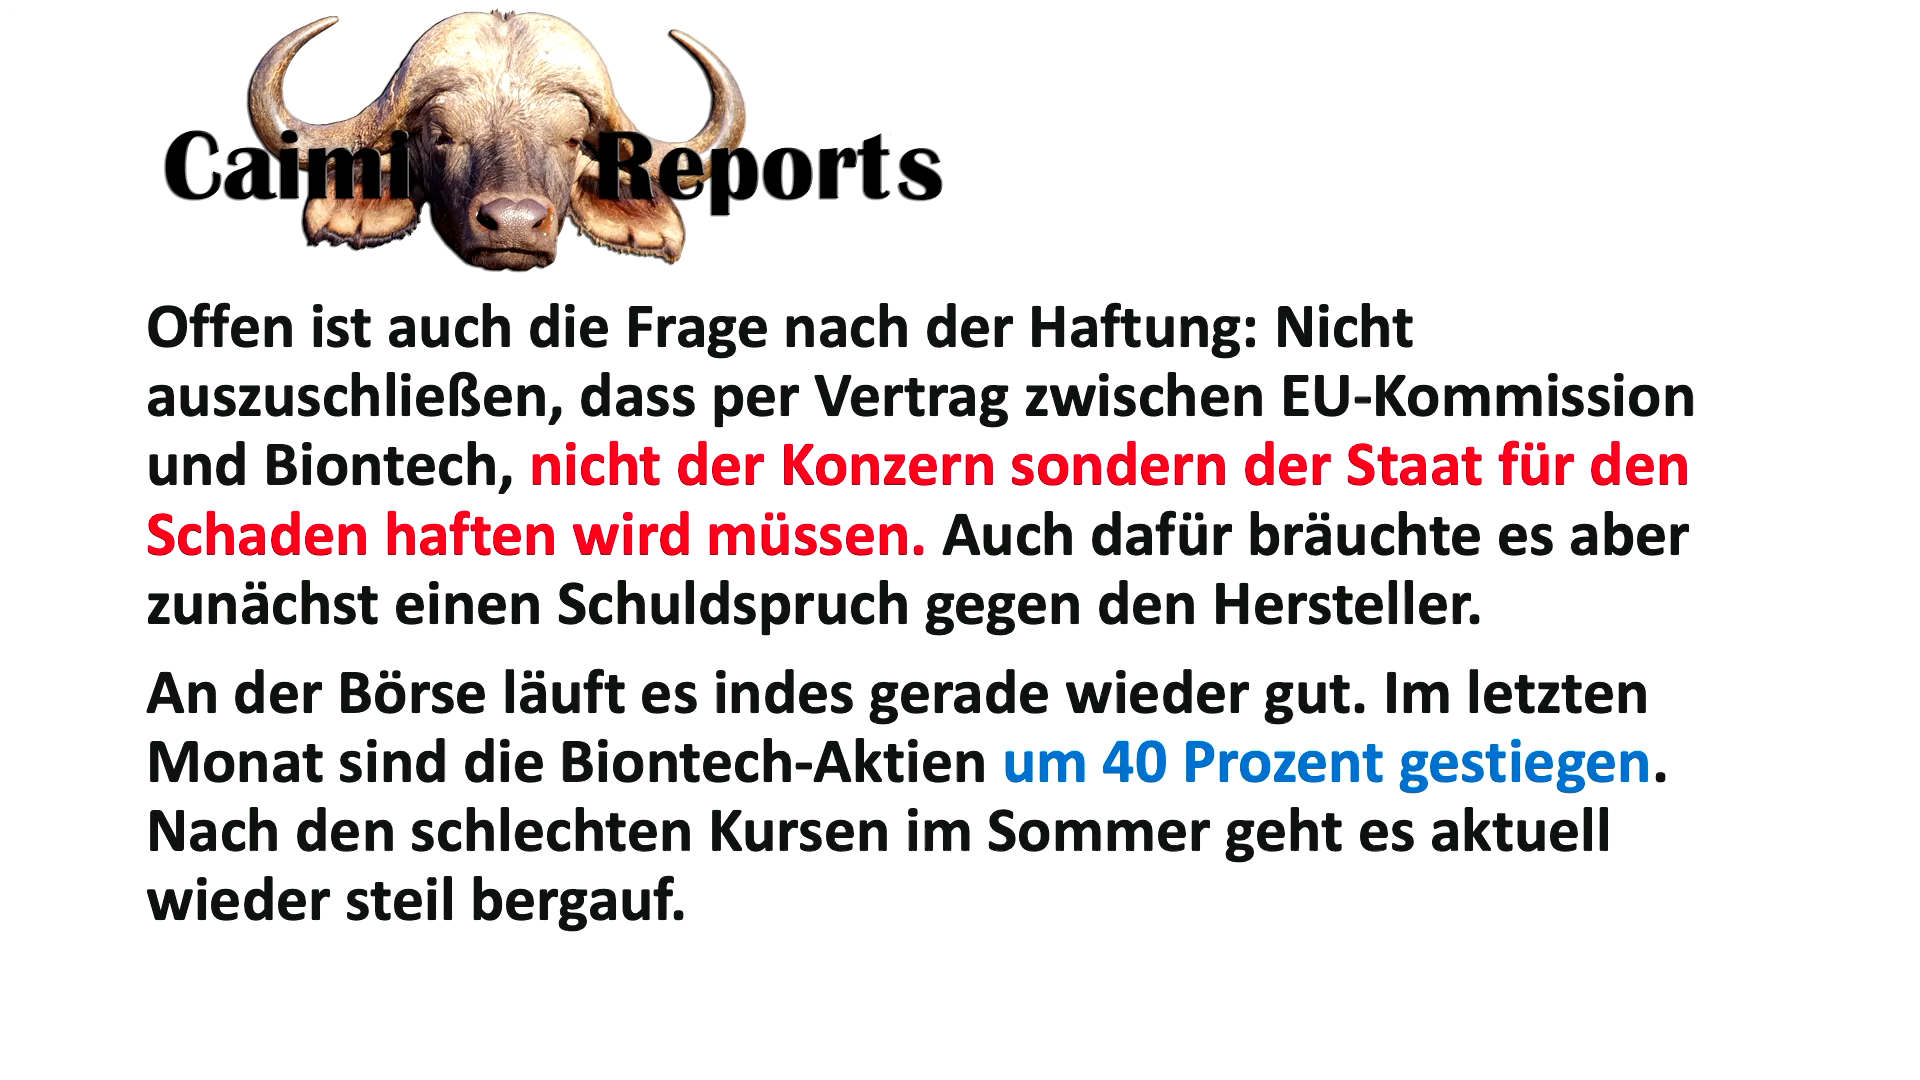 Caimi Reports
Offen ist auch die Frage nach der Haftung: Nicht
auszuschließen, dass per Vertrag zwischen EU-Kommission
und Biontech, nicht der Konzern sondern der Staat für den
Schaden haften wird müssen. Auch dafür bräuchte es aber
zunächst einen Schuldspruch gegen den Hersteller.
An der Börse läuft es indes gerade wieder gut. Im letzten
Monat sind die Biontech-Aktien um 40 Prozent gestiegen.
Nach den schlechten Kursen im Sommer geht es aktuell
wieder steil bergauf.